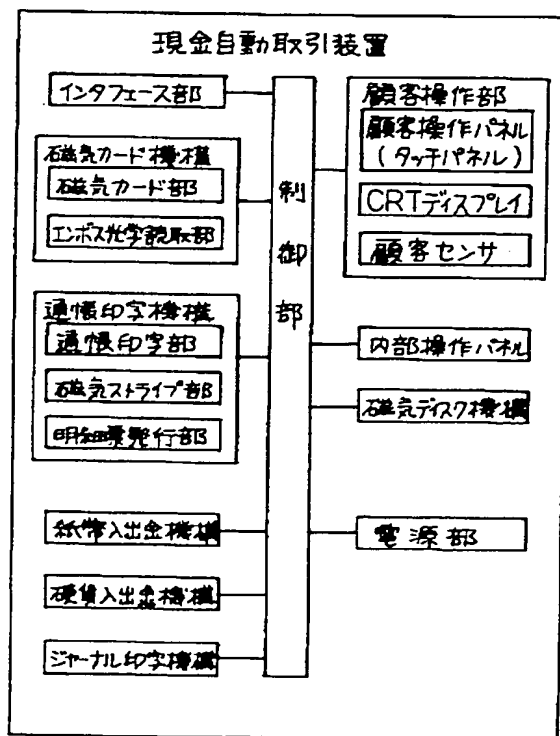 現金自動取引装置
インタフェース部
磁気カード機構
磁気カード部
エンボス光学読取部
通帳印字機構
通帳印字部
磁気ストライプ部
明細票発行部
紙幣入出金機構
硬貨入出金機構
ジャーナル印字機構
制御部
顧客操作部
顧客操作パネル
(タッチパネル)
CRTディスプレイ
顧客センサ
内部操作パネル
磁気ディスク機構
電源部